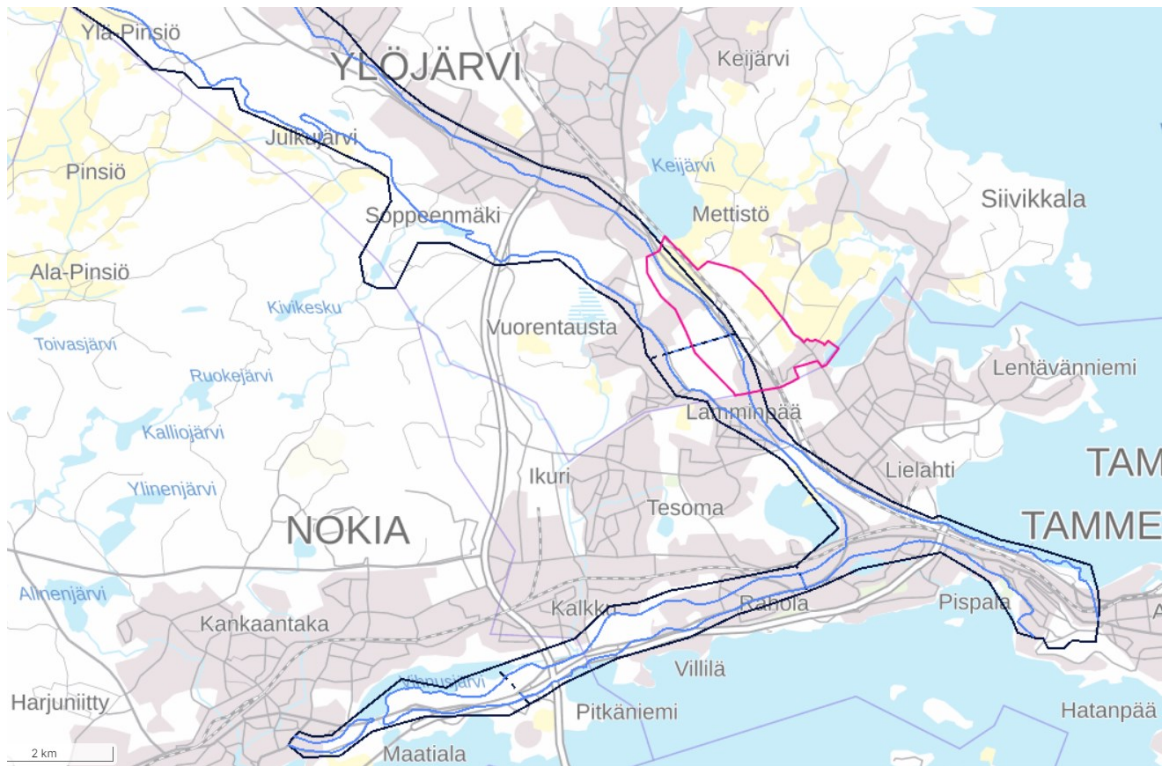 Ylä-Pinsiö
YLÖJÄRVI
Keijärvi
Julkujärvi
Pinsiö
Keijärvi
Siivikkala
Soppeenmäki
Mettistö
Ala-Pinsiö
Kivikesku
Vuorentausta
Toivasjärvi
Lentävänniemi
Ruokejärvi
Lamminpää
Kalliojärvi
TAM
Lielahti
Ikuri
Ylinenjärvi
Tesoma
NOKIA
TAMME
Alinenjärvi
Kalkku
Rahola
Pispala
A
Kankaantaka
Villilä
Vihnusjärvi
Harjuniitty
Pitkäniemi
Hatanpää
2 km
Maatiala